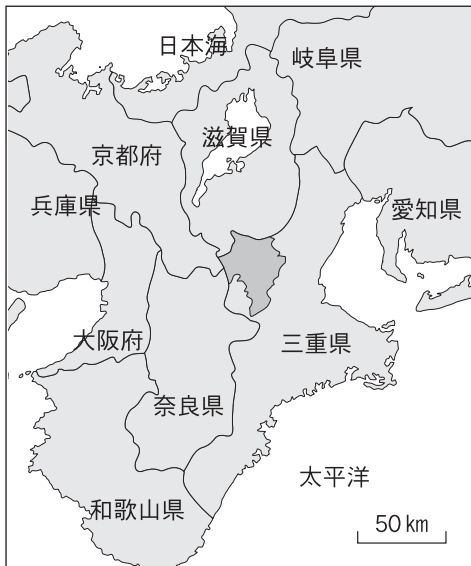 日本海
岐阜県
滋賀県
京都府
兵庫県
愛知県
大阪府
三重県
奈良県
太平洋
和歌山県
50 km